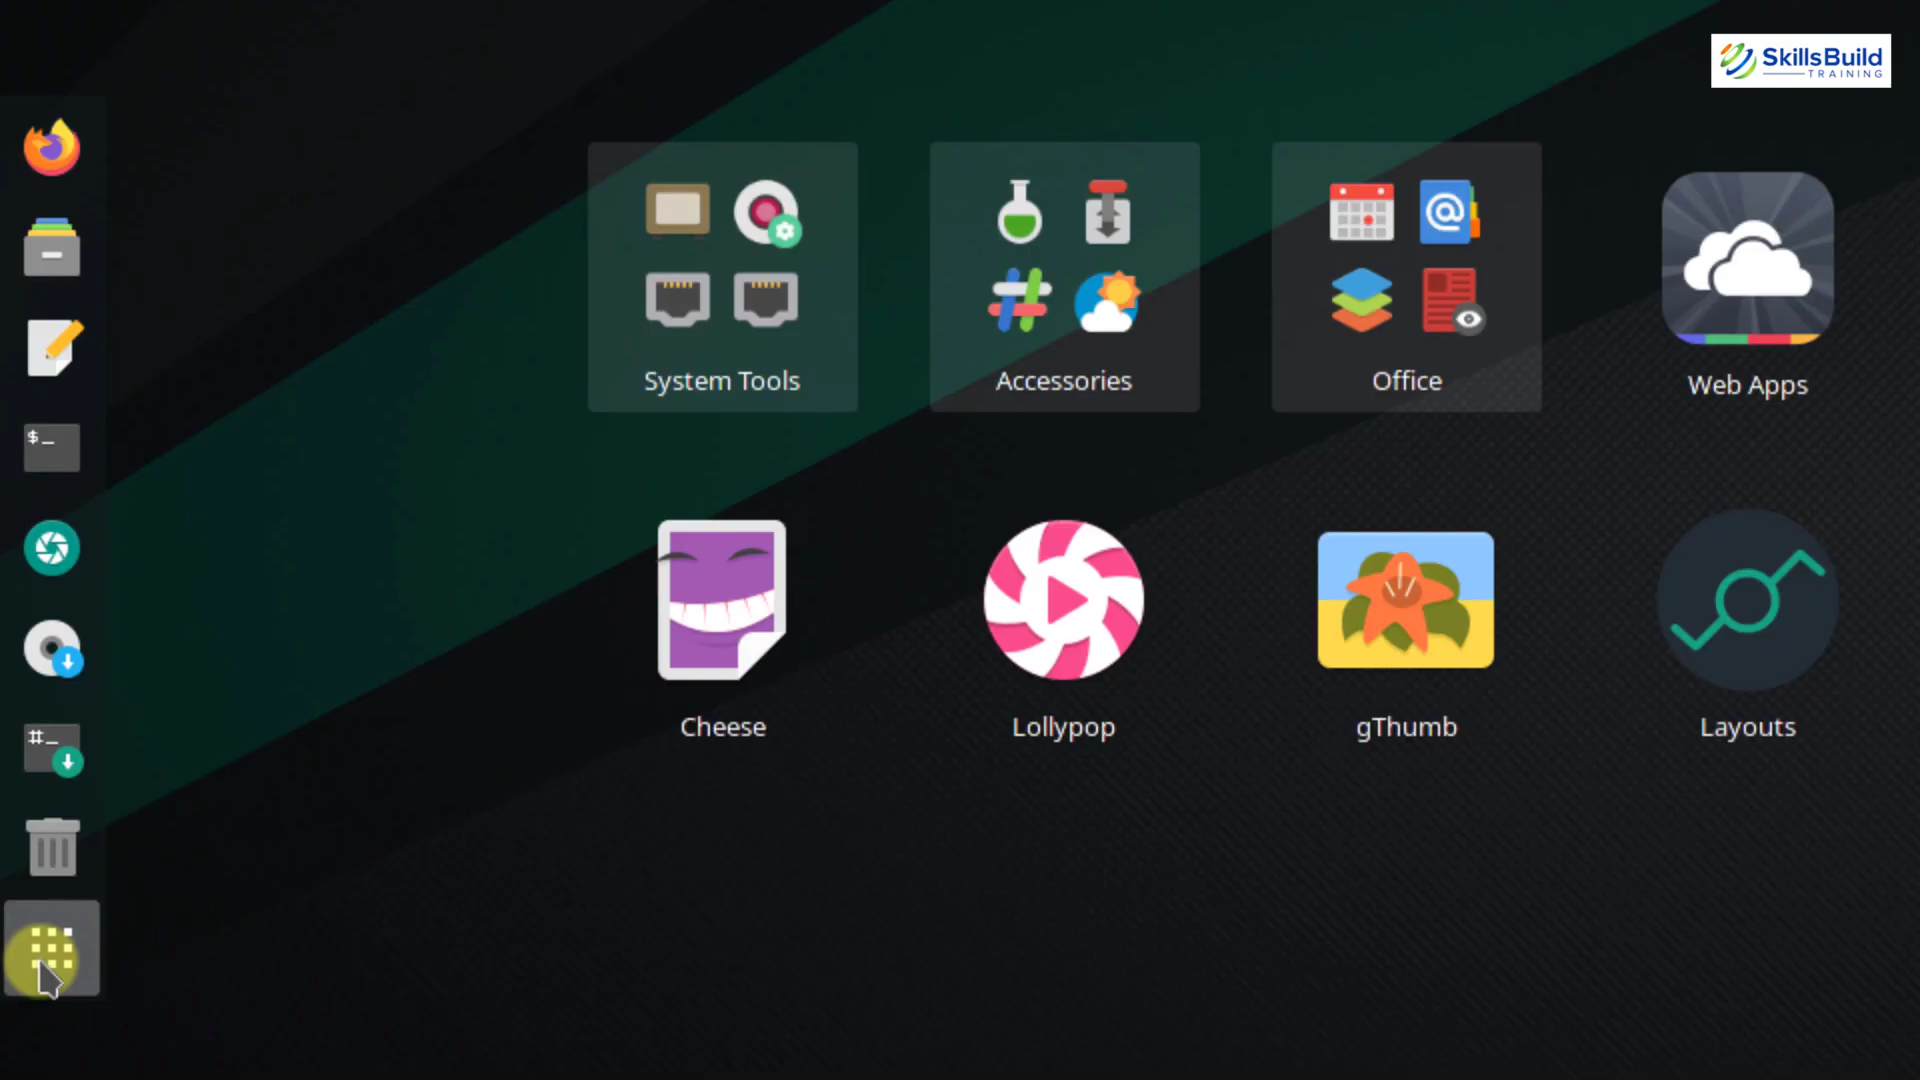 SkillsBuild
TRAINING
System Tools
Accessories
Office
Web Apps
$_
#_
Cheese
Lollypop
gThumb
Layouts